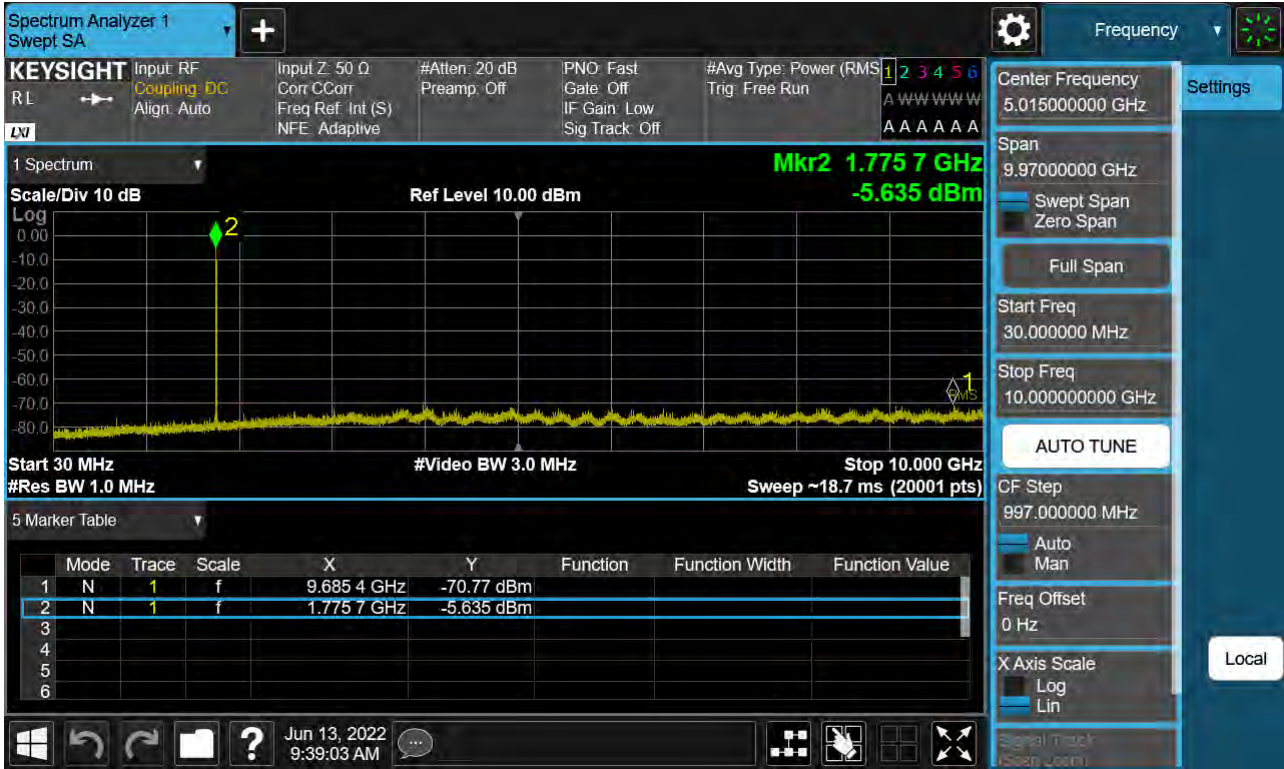 Spectrum Analyzer 1
Swept SA
+
Frequency
KEYSIGHT
RL
LXI
Input: RF
Coupling: DC
Align: Auto
Input Z: 50 Ω
Corr CCorr
Freq Ref: Int (S)
NFE: Adaptive
#Atten: 20 dB
Preamp: Off
PNO: Fast
Gate: Off
IF Gain: Low
Sig Track: Off
#Avg Type: Power (RMS
Trig: Free Run
1 2 3 4 5 6
A W W W W W
A A A A A A
1 Spectrum
Scale/Div 10 dB
Ref Level 10.00 dBm
Mkr2 1.775 7 GHz
-5.635 dBm
Log
0.00
-10.0
-20.0
-30.0
-40.0
-50.0
-60.0
-70.0
-80.0
2
1
RMS
Start 30 MHz
#Video BW 3.0 MHz
Stop 10.000 GHz
#Res BW 1.0 MHz
Sweep ~18.7 ms (20001 pts)
5 Marker Table
Mode Trace Scale X Y Function Function Width Function Value
1 N 1 f 9.685 4 GHz -70.77 dBm
2 N 1 f 1.775 7 GHz -5.635 dBm
3
4
5
6
Jun 13, 2022
9:39:03 AM
?
Center Frequency
5.015000000 GHz
Settings
Span
9.97000000 GHz
Swept Span
Zero Span
Full Span
Start Freq
30.000000 MHz
Stop Freq
10.000000000 GHz
AUTO TUNE
CF Step
997.000000 MHz
Auto
Man
Freq Offset
0 Hz
X Axis Scale
Log
Lin
Local
Signal Track
(Span Zoom)